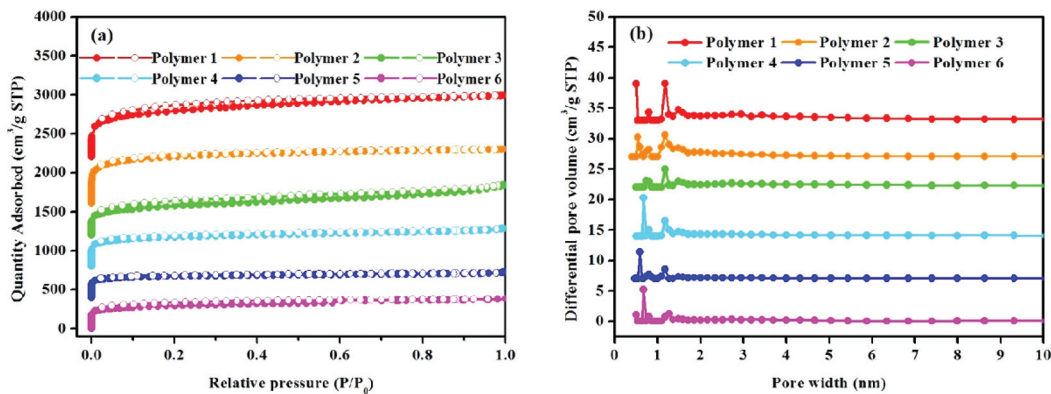 (a)
Polymer 1 Polymer 2 Polymer 3
Polymer 4 Polymer 5 Polymer 6
4000
3500
3000
2500
2000
1500
1000
500
0
Quantity Adsorbed (cm³/g STP)
0.0 0.2 0.4 0.6 0.8 1.0
Relative pressure (P/P₀)
(b)
Polymer 1 Polymer 2 Polymer 3
Polymer 4 Polymer 5 Polymer 6
50
45
40
35
30
25
20
15
10
5
0
Differential pore volume (cm³/g STP)
0 1 2 3 4 5 6 7 8 9 10
Pore width (nm)